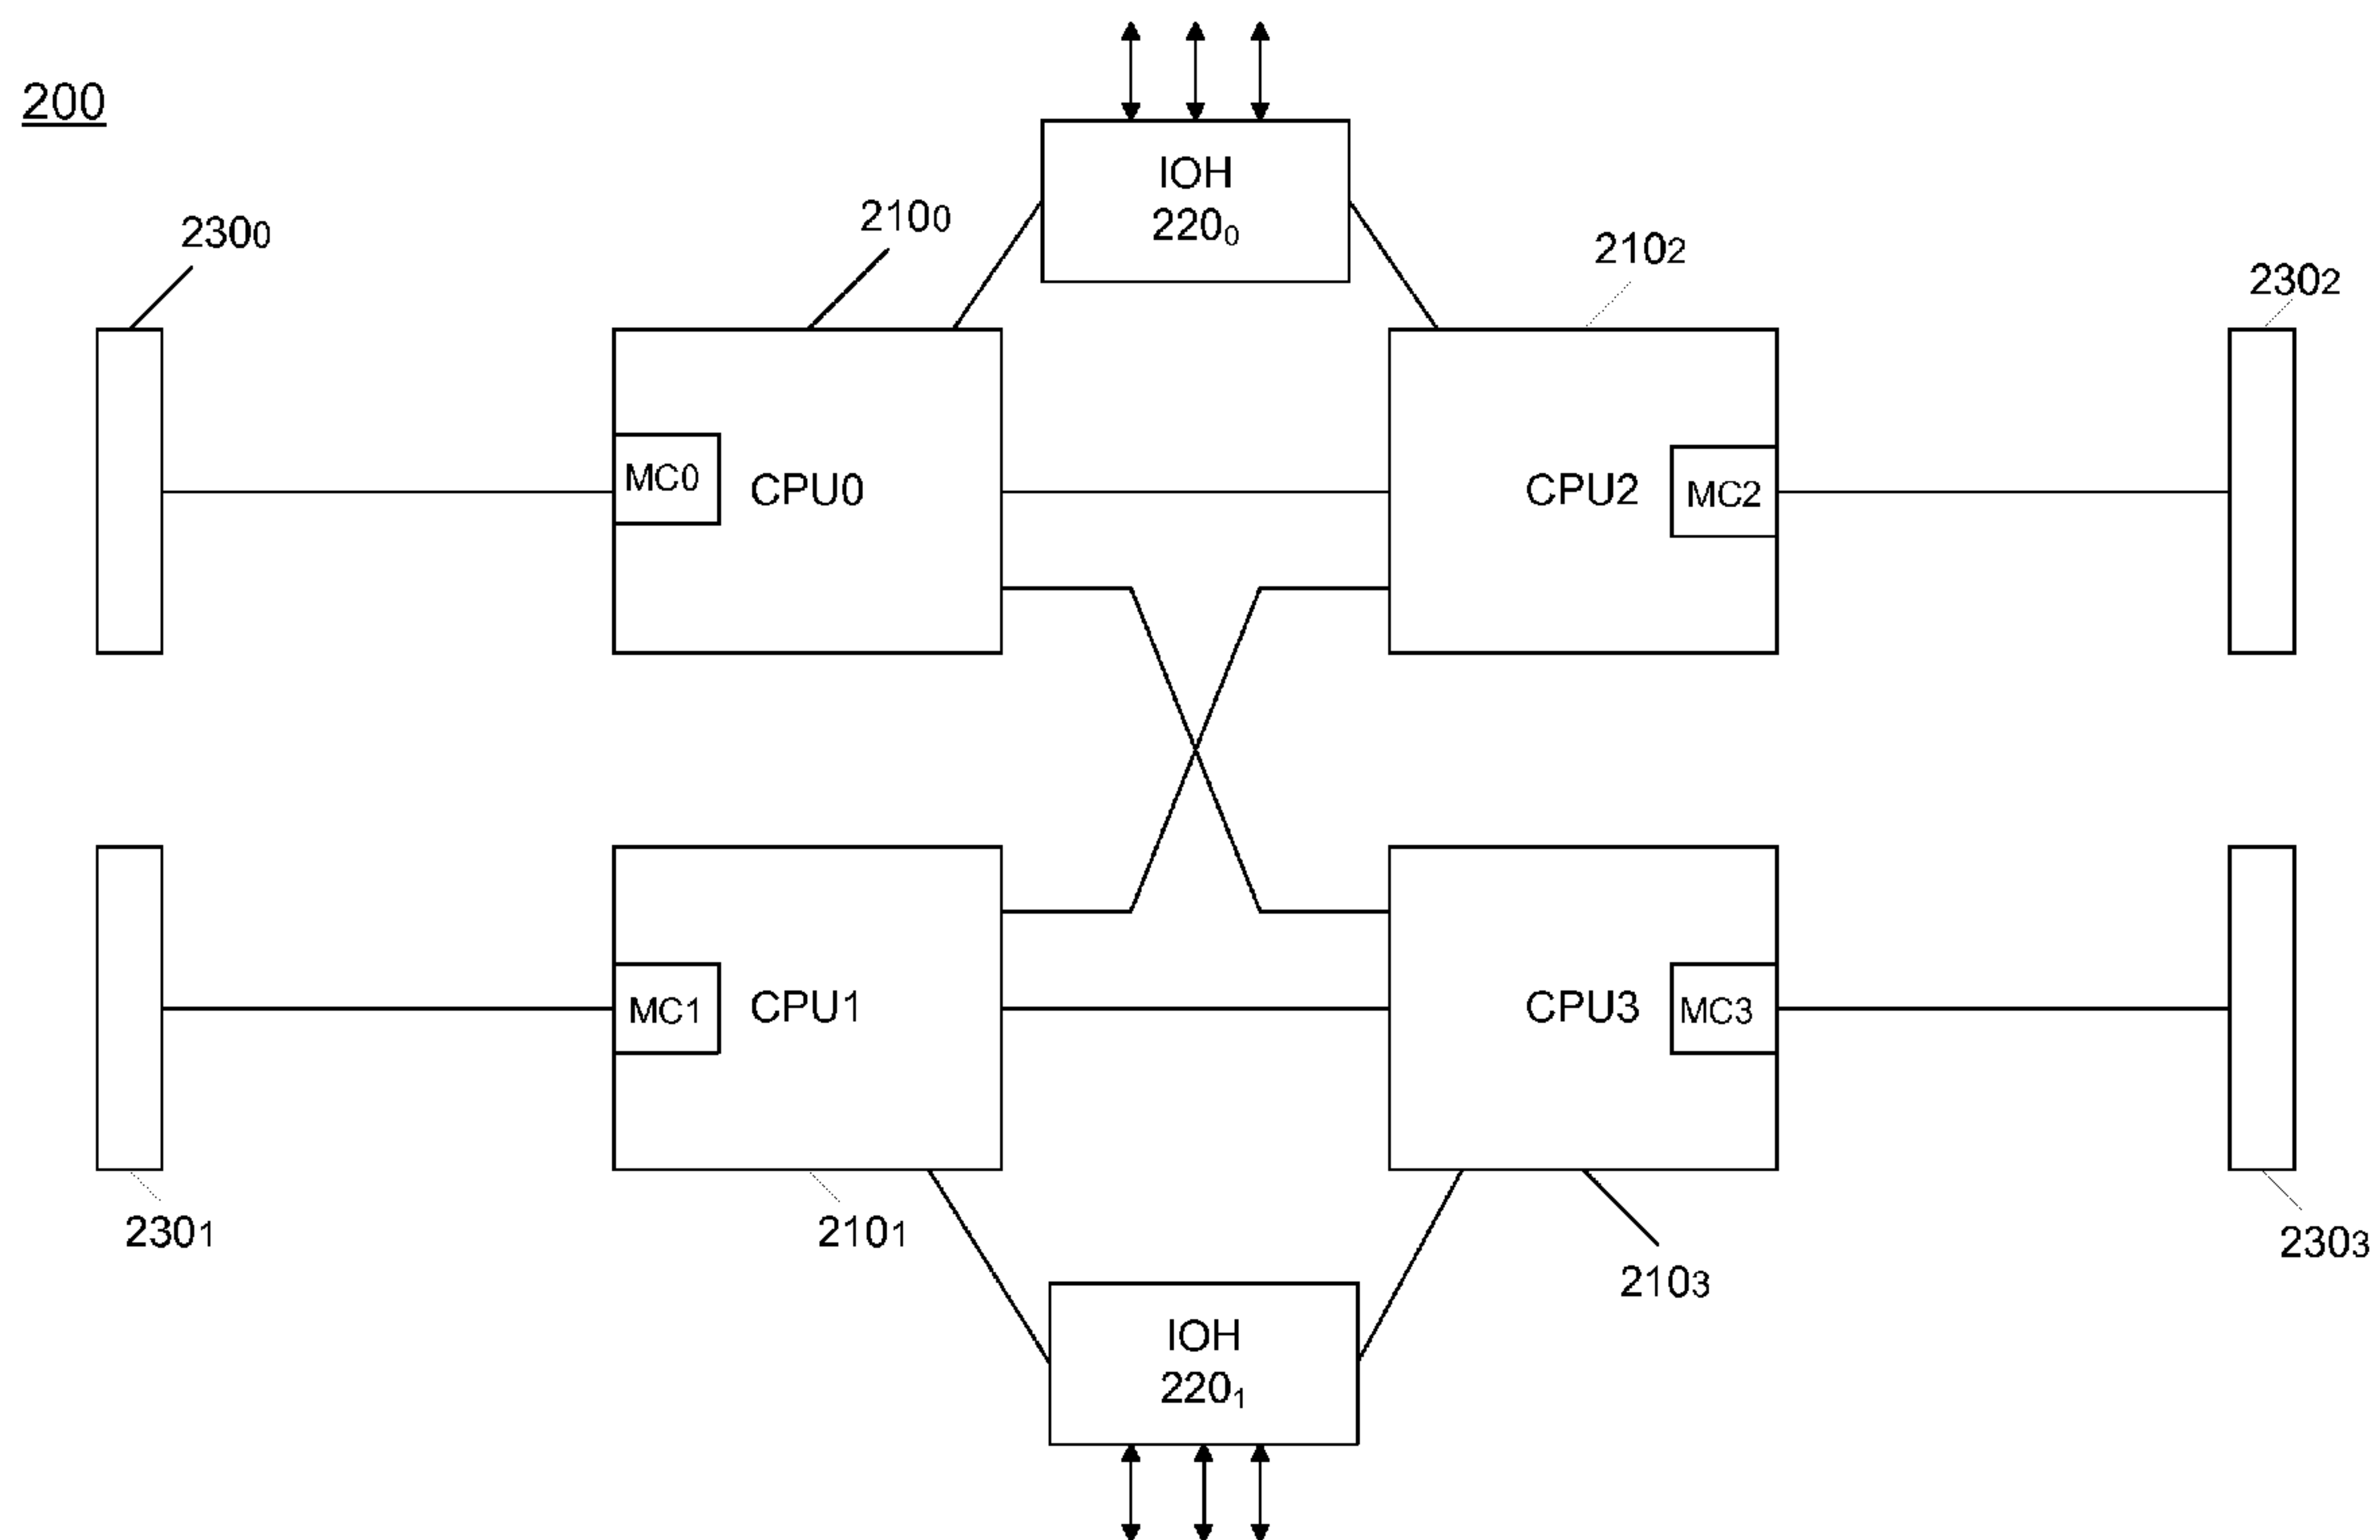 200
IOH
220₀
210₀
230₀
210₂
230₂
MC0
CPU0
CPU2
MC2
MC1
CPU1
CPU3
MC3
230₁
210₁
230₃
210₃
IOH
220₁